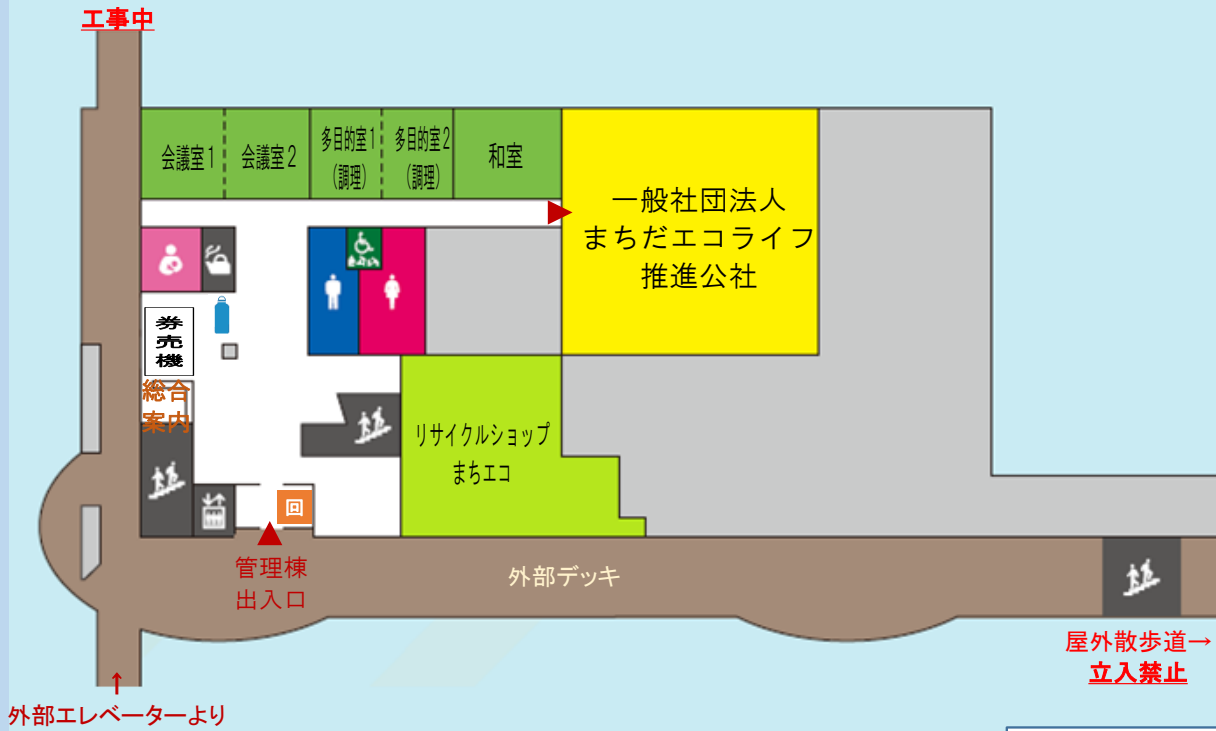 工事中
会議室1
会議室2
多目的室1
(調理)
多目的室2
(調理)
和室
一般社団法人
まちだエコライフ
推進公社
券
売
機
総合
案内
リサイクルショップ
まちエコ
回
管理棟
出入口
外部デッキ
屋外散歩道→
立入禁止
↑
外部エレベーターより